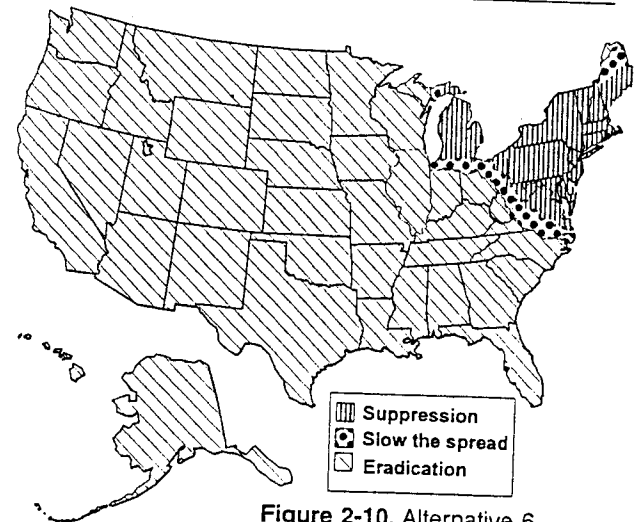 Suppression
Slow the spread
Eradication
Figure 2-10. Alternative 6